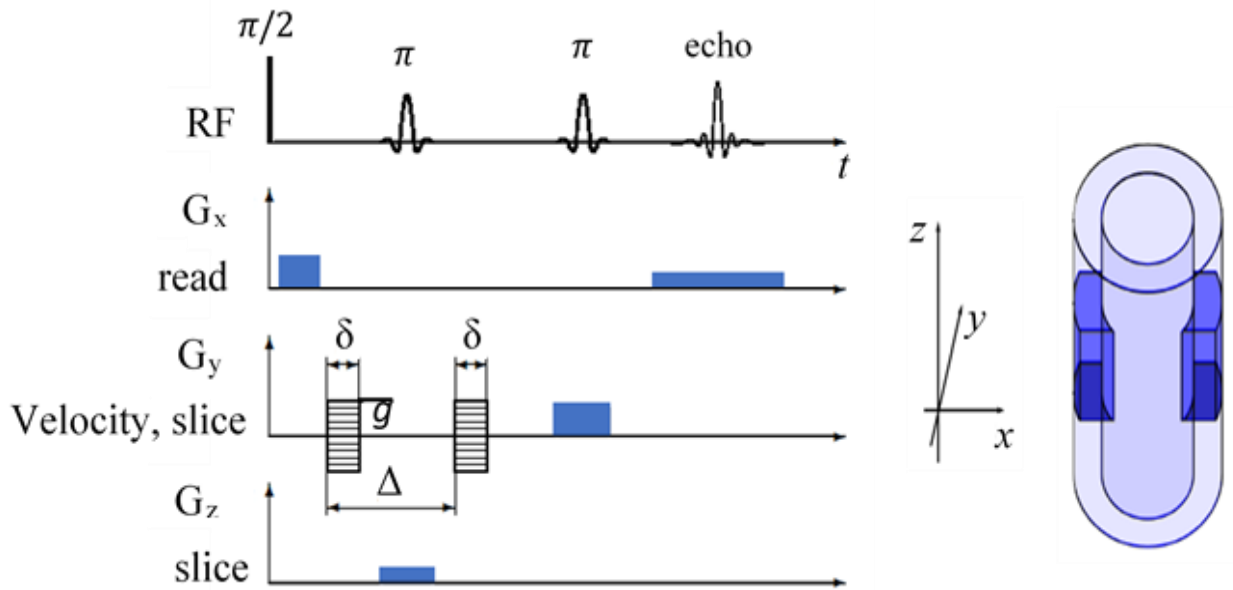 π/2
π
π
echo
RF
t
Gx
read
δ
δ
Gy
g
Velocity, slice
Δ
Gz
slice
z
y
x